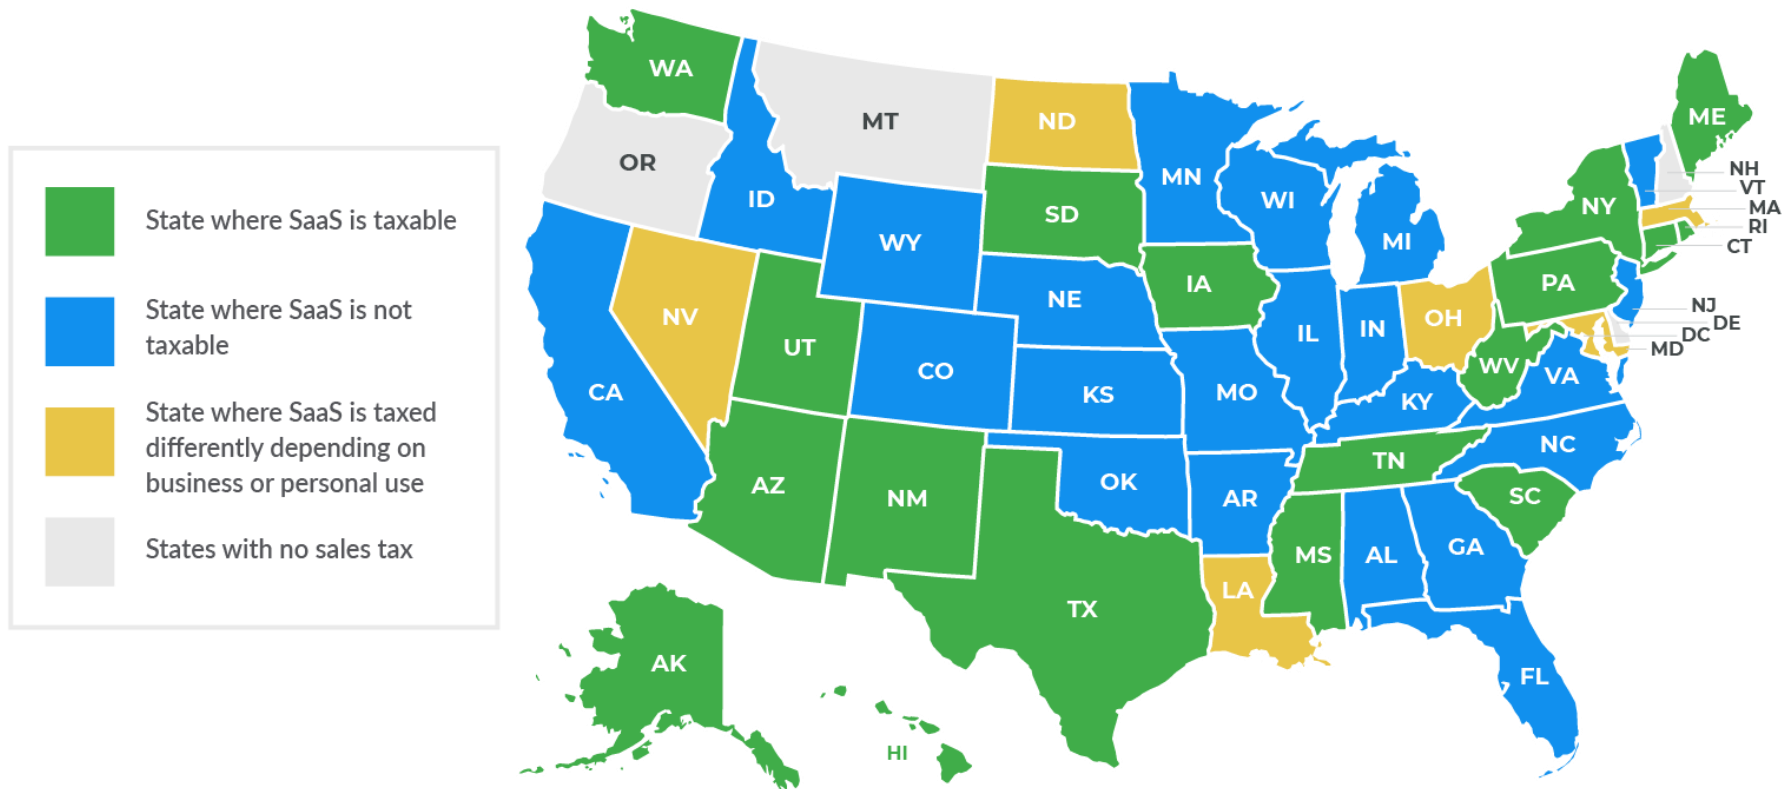 State where SaaS is taxable
State where SaaS is not
taxable
State where SaaS is taxed
differently depending on
business or personal use
States with no sales tax
WA
MT
ND
OR
ID
MN
SD
WI
WY
MI
ME
NH
VT
NY
MA
RI
CT
NV
NE
IA
PA
UT
CO
IL
IN
OH
NJ
DE
DC
MD
CA
KS
MO
WV
VA
KY
NC
AZ
NM
OK
AR
TN
SC
TX
LA
MS
AL
GA
AK
HI
FL